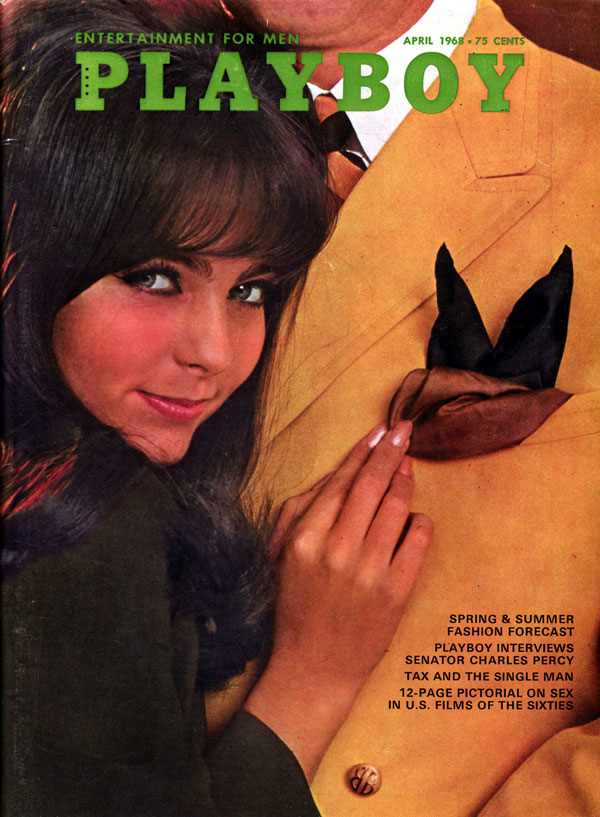 ENTERTAINMENT FOR MEN
APRIL 1968 • 75 CENTS
PLAYBOY
SPRING & SUMMER
FASHION FORECAST
PLAYBOY INTERVIEWS
SENATOR CHARLES PERCY
TAX AND THE SINGLE MAN
12-PAGE PICTORIAL ON SEX
IN U.S. FILMS OF THE SIXTIES